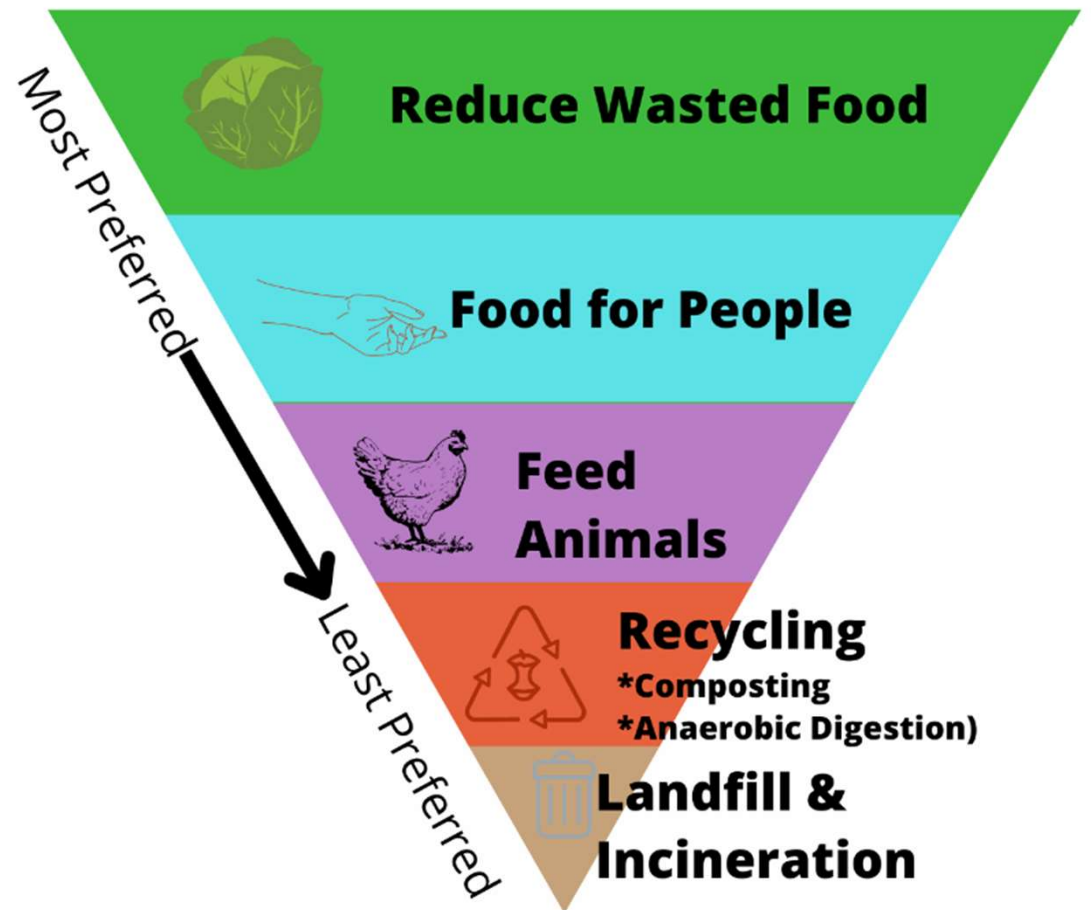 Most Preferred
Reduce Wasted Food
Food for People
Feed
Animals
Least Preferred
Recycling
*Composting
*Anaerobic Digestion)
Landfill &
Incineration